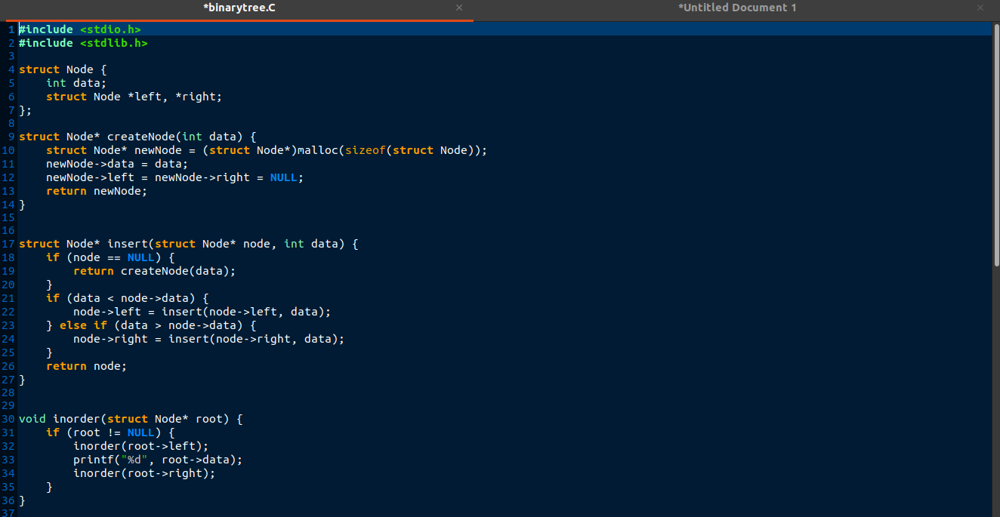 *binarytree.C × *Untitled Document 1 ×
1 #include <stdio.h>
2 #include <stdlib.h>
3
4 struct Node {
5     int data;
6     struct Node *left, *right;
7 };
8
9 struct Node* createNode(int data) {
10     struct Node* newNode = (struct Node*)malloc(sizeof(struct Node));
11     newNode->data = data;
12     newNode->left = newNode->right = NULL;
13     return newNode;
14 }
15
16
17 struct Node* insert(struct Node* node, int data) {
18     if (node == NULL) {
19         return createNode(data);
20     }
21     if (data < node->data) {
22         node->left = insert(node->left, data);
23     } else if (data > node->data) {
24         node->right = insert(node->right, data);
25     }
26     return node;
27 }
28
29
30 void inorder(struct Node* root) {
31     if (root != NULL) {
32         inorder(root->left);
33         printf("%d", root->data);
34         inorder(root->right);
35     }
36 }
37